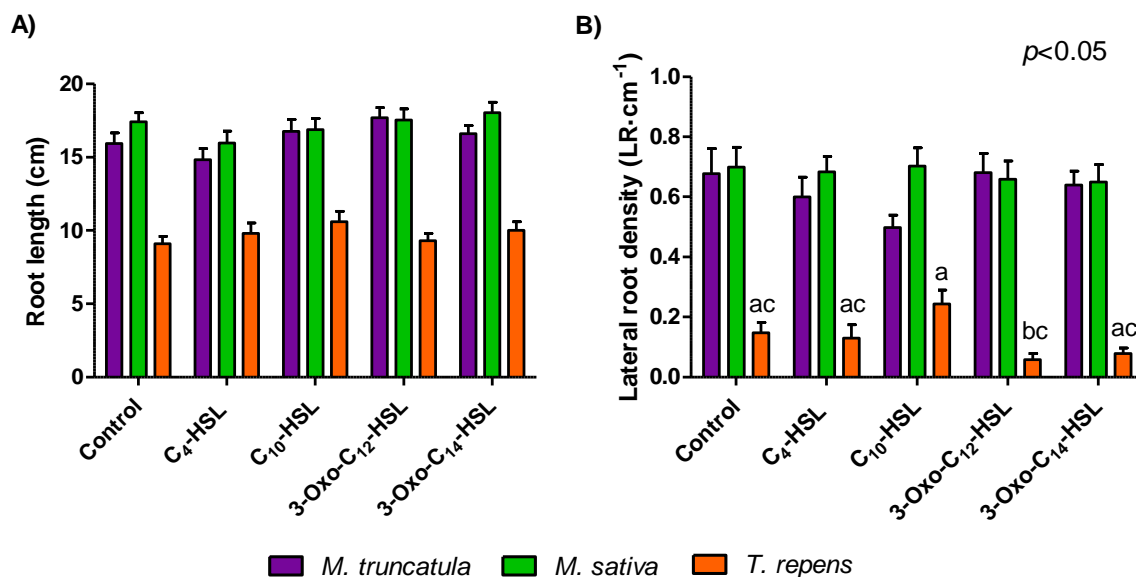 A)
Root length (cm)
20
15
10
5
0
Control
C₄-HSL
C₁₀-HSL
3-Oxo-C₁₂-HSL
3-Oxo-C₁₄-HSL
B)
p<0.05
Lateral root density (LR·cm⁻¹)
1.0
0.8
0.6
0.4
0.2
0.0
ac
ac
a
bc
ac
Control
C₄-HSL
C₁₀-HSL
3-Oxo-C₁₂-HSL
3-Oxo-C₁₄-HSL
M. truncatula
M. sativa
T. repens